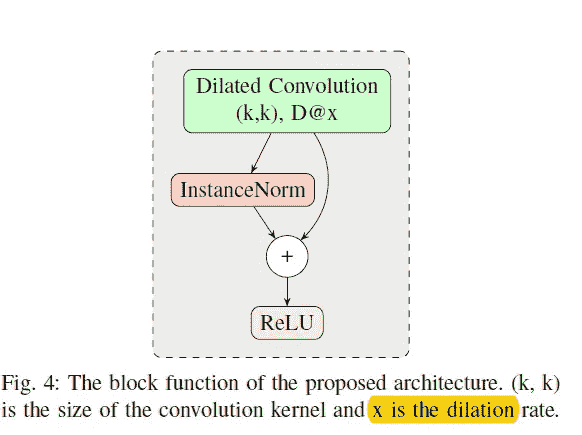 Dilated Convolution
(k,k), D@x
InstanceNorm
+
ReLU
Fig. 4: The block function of the proposed architecture. (k, k)
is the size of the convolution kernel and x is the dilation rate.